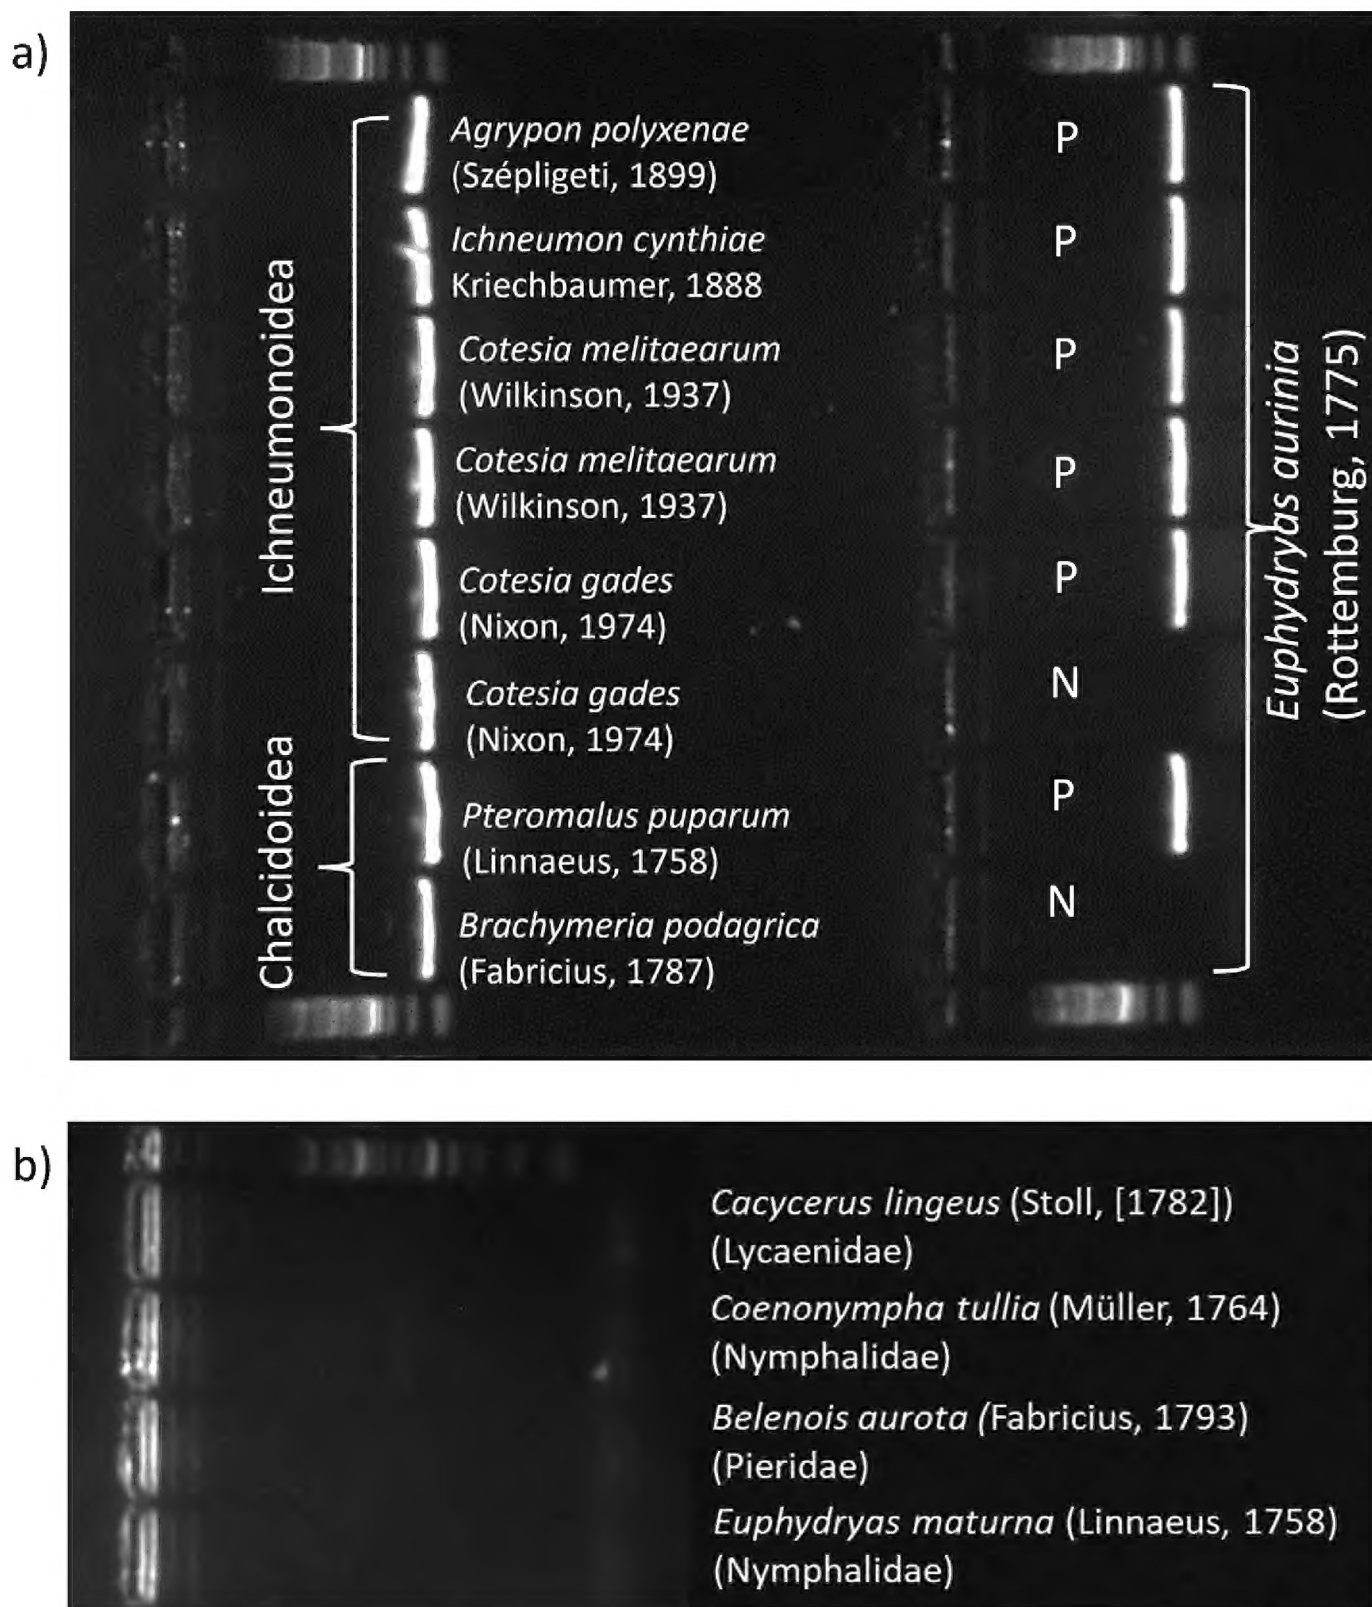 a)
Ichneumonoidea
Agrypon polyxenae
(Szépligeti, 1899)
Ichneumon cynthiae
Kriechbaumer, 1888
Cotesia melitaearum
(Wilkinson, 1937)
Cotesia melitaearum
(Wilkinson, 1937)
Cotesia gades
(Nixon, 1974)
Cotesia gades
(Nixon, 1974)
Chalcidoidea
Pteromalus puparum
(Linnaeus, 1758)
Brachymeria podagrica
(Fabricius, 1787)
P
P
P
P
P
N
P
N
Euphydryas aurinia
(Rottemburg, 1775)
b)
Cacycerus lingeus (Stoll, [1782])
(Lycaenidae)
Coenonympha tullia (Müller, 1764)
(Nymphalidae)
Belenois aurota (Fabricius, 1793)
(Pieridae)
Euphydryas maturna (Linnaeus, 1758)
(Nymphalidae)